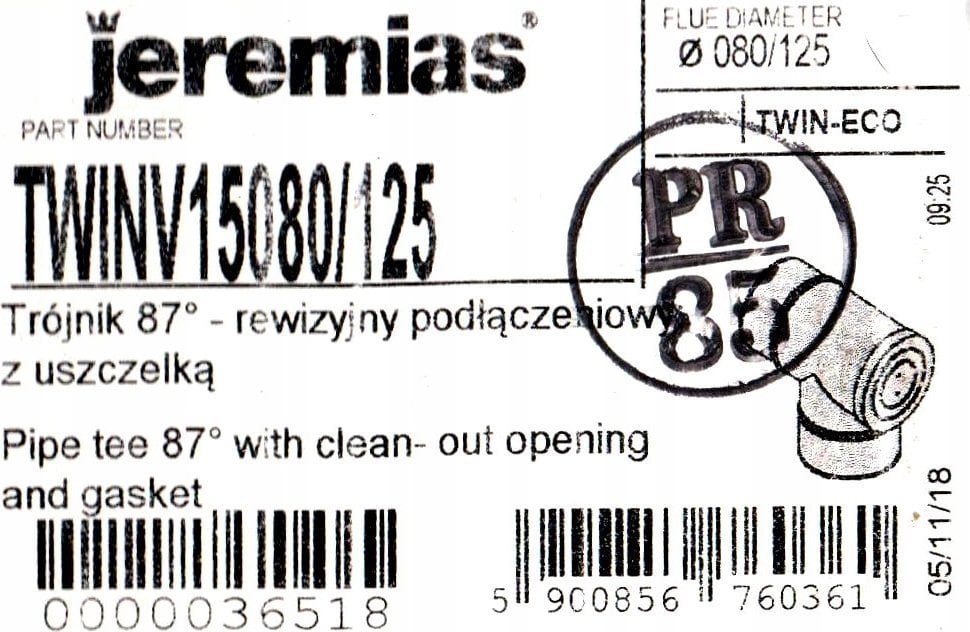 jeremias®
PART NUMBER
TWINV15080/125
FLUE DIAMETER
Ø 080/125
TWIN-ECO
09:25
PR
85
Trójnik 87° - rewizyjny podłączeniowy
z uszczelką
Pipe tee 87° with clean- out opening
and gasket
05/11/18
0000036518
5 900856 760361